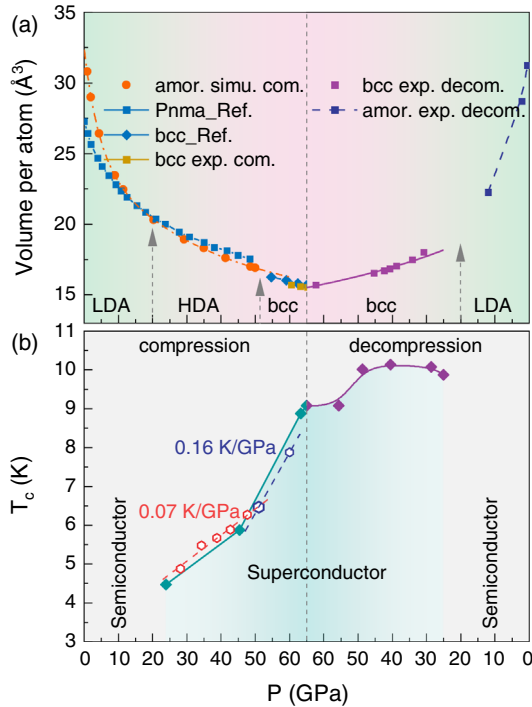 (a)
35
30
25
20
15
Volume per atom (Å³)
amor. simu. com.
Pnma_Ref.
bcc_Ref.
bcc exp. com.
bcc exp. decom.
amor. exp. decom.
LDA
HDA
bcc
bcc
LDA
(b)
11
10
9
8
7
6
5
4
3
T_c (K)
compression
decompression
0.16 K/GPa
0.07 K/GPa
Semiconductor
Superconductor
Semiconductor
0 10 20 30 40 50 60 60 50 40 30 20 10 0
P (GPa)